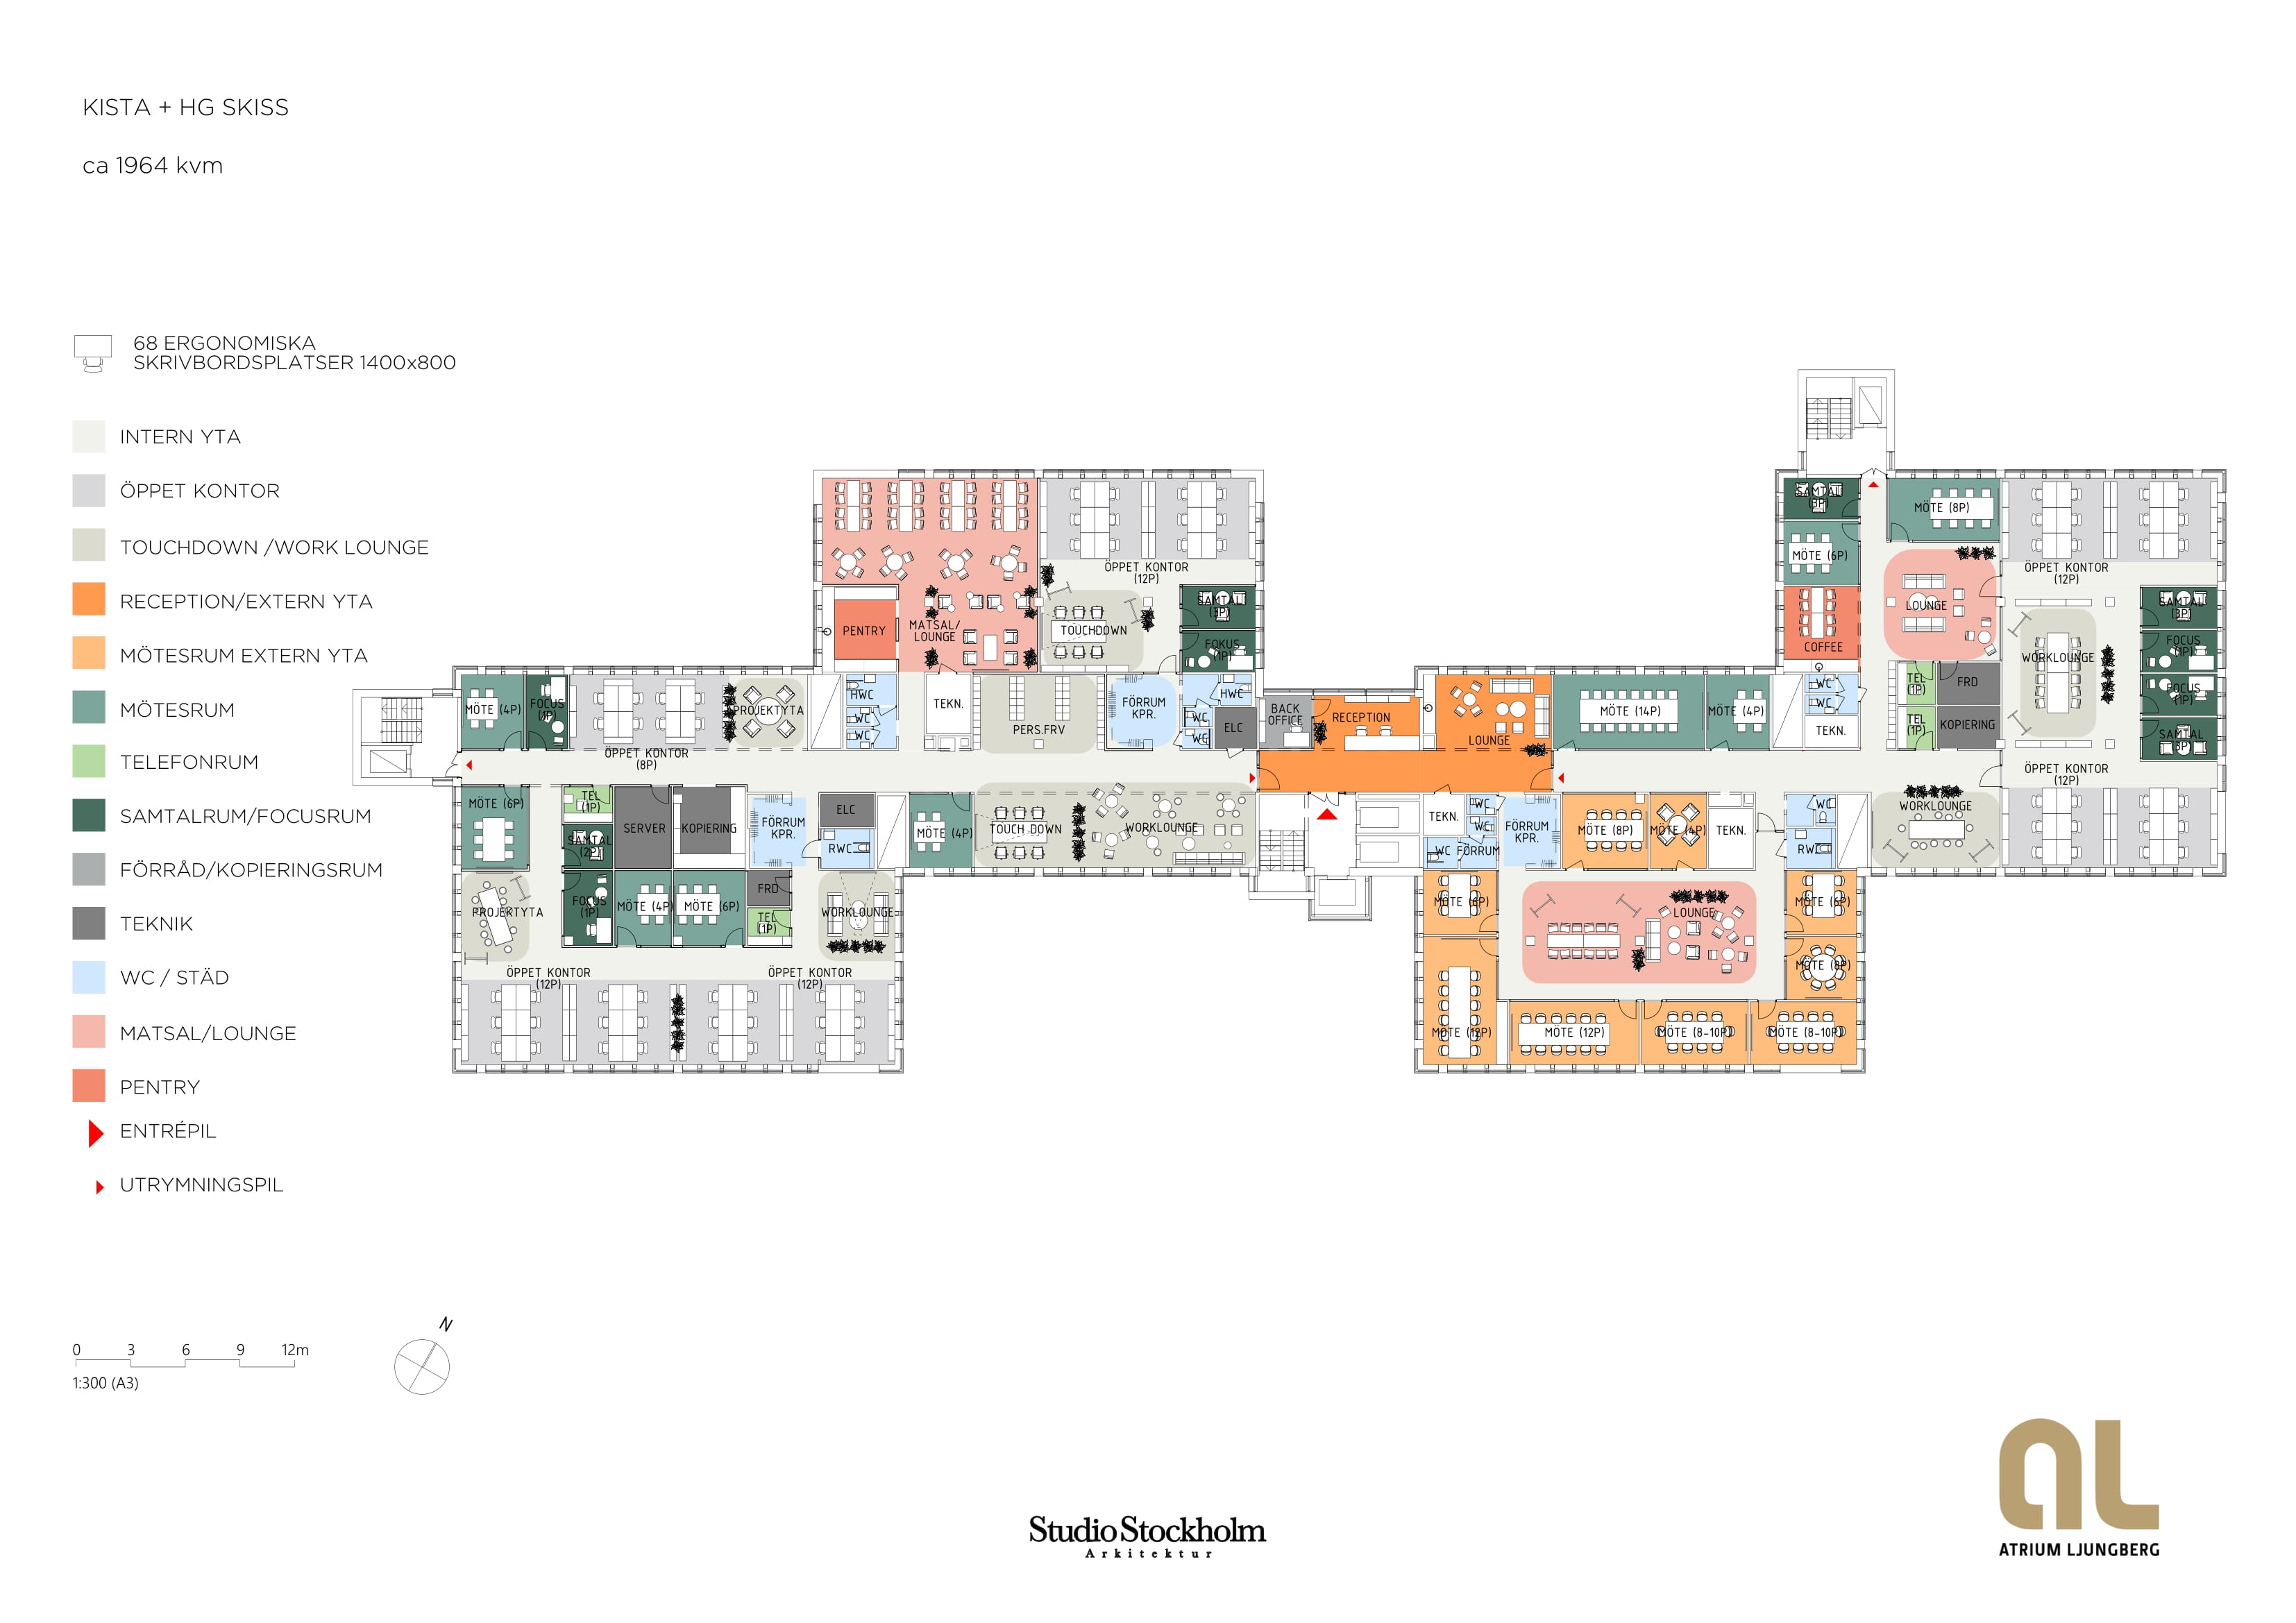 KISTA + HG SKISS
ca 1964 kvm
68 ERGONOMISKA
SKRIVBORDSPLATSER 1400x800
INTERN YTA
ÖPPET KONTOR
TOUCHDOWN /WORK LOUNGE
RECEPTION/EXTERN YTA
MÖTESRUM EXTERN YTA
MÖTESRUM
TELEFONRUM
SAMTALRUM/FOCUSRUM
FÖRRÅD/KOPIERINGSRUM
TEKNIK
WC / STÄD
MATSAL/LOUNGE
PENTRY
ENTRÉPIL
UTRYMNINGSPIL
SAMTAL
(3P)
MÖTE (8P)
MÖTE (6P)
ÖPPET KONTOR
(12P)
ÖPPET KONTOR
(12P)
PENTRY
MATSAL/
LOUNGE
TOUCHDOWN
SAMTAL
(3P)
FOKUS
(1P)
LOUNGE
COFFEE
SAMTAL
(3P)
FOCUS
(1P)
WORKLOUNGE
FOCUS
(1P)
SAMTAL
(3P)
MÖTE (4P)
FOCUS
(1P)
PROJEKTYTA
ÖPPET KONTOR
(8P)
HWC
WC
WC
TEKN.
PERS.FRV
FÖRRUM
KPR.
HWC
WC
WC
ELC
BACK
OFFICE
RECEPTION
LOUNGE
MÖTE (14P)
MÖTE (4P)
WC
WC
TEKN.
TEL
(1P)
TEL
(1P)
FRD
KOPIERING
ÖPPET KONTOR
(12P)
MÖTE (6P)
TEL
(1P)
SAMTAL
(2P)
SERVER
KOPIERING
FÖRRUM
KPR.
ELC
RWC
MÖTE (4P)
TOUCH DOWN
WORKLOUNGE
TEKN.
WC
WC
WC
FÖRRUM
FÖRRUM
KPR.
MÖTE (8P)
MÖTE (4P)
TEKN.
WC
RWC
WORKLOUNGE
PROJEKTYTA
FOCUS
(1P)
MÖTE (4P)
MÖTE (6P)
FRD
TEL
(1P)
WORKLOUNGE
MÖTE (6P)
LOUNGE
MÖTE (6P)
MÖTE (8P)
ÖPPET KONTOR
(12P)
ÖPPET KONTOR
(12P)
MÖTE (12P)
MÖTE (12P)
MÖTE (8-10P)
MÖTE (8-10P)
N
0 3 6 9 12m
1:300 (A3)
Studio Stockholm
Arkitektur
AL
ATRIUM LJUNGBERG